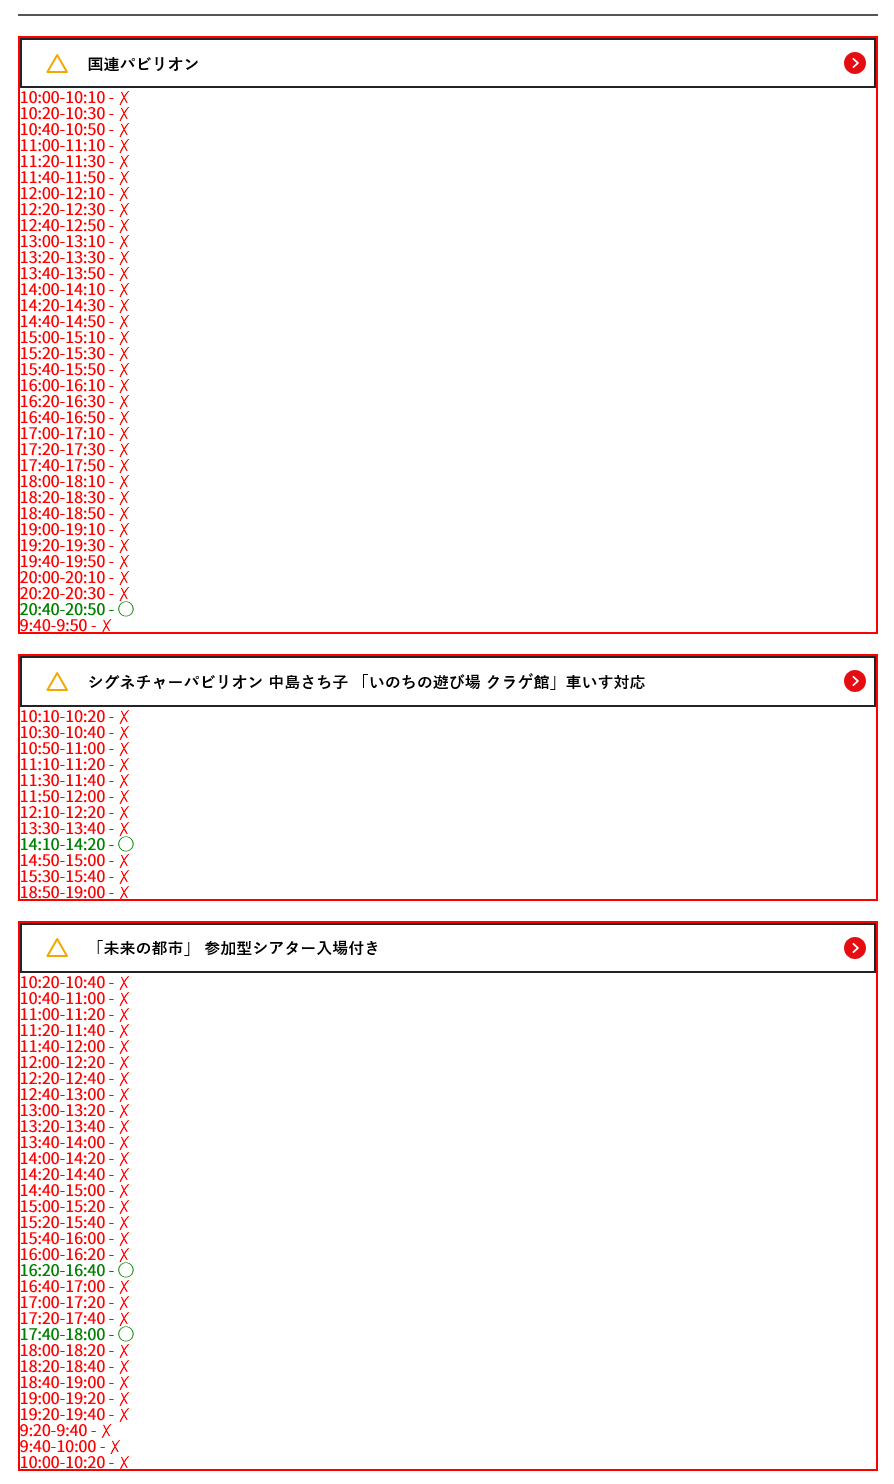 国連パビリオン
10:00-10:10 - ╳
10:20-10:30 - ╳
10:40-10:50 - ╳
11:00-11:10 - ╳
11:20-11:30 - ╳
11:40-11:50 - ╳
12:00-12:10 - ╳
12:20-12:30 - ╳
12:40-12:50 - ╳
13:00-13:10 - ╳
13:20-13:30 - ╳
13:40-13:50 - ╳
14:00-14:10 - ╳
14:20-14:30 - ╳
14:40-14:50 - ╳
15:00-15:10 - ╳
15:20-15:30 - ╳
15:40-15:50 - ╳
16:00-16:10 - ╳
16:20-16:30 - ╳
16:40-16:50 - ╳
17:00-17:10 - ╳
17:20-17:30 - ╳
17:40-17:50 - ╳
18:00-18:10 - ╳
18:20-18:30 - ╳
18:40-18:50 - ╳
19:00-19:10 - ╳
19:20-19:30 - ╳
19:40-19:50 - ╳
20:00-20:10 - ╳
20:20-20:30 - ╳
20:40-20:50 - ◯
9:40-9:50 - ╳
シグネチャーパビリオン 中島さち子 「いのちの遊び場 クラゲ館」車いす対応
10:10-10:20 - ╳
10:30-10:40 - ╳
10:50-11:00 - ╳
11:10-11:20 - ╳
11:30-11:40 - ╳
11:50-12:00 - ╳
12:10-12:20 - ╳
13:30-13:40 - ╳
14:10-14:20 - ◯
14:50-15:00 - ╳
15:30-15:40 - ╳
18:50-19:00 - ╳
「未来の都市」 参加型シアター入場付き
10:20-10:40 - ╳
10:40-11:00 - ╳
11:00-11:20 - ╳
11:20-11:40 - ╳
11:40-12:00 - ╳
12:00-12:20 - ╳
12:20-12:40 - ╳
12:40-13:00 - ╳
13:00-13:20 - ╳
13:20-13:40 - ╳
13:40-14:00 - ╳
14:00-14:20 - ╳
14:20-14:40 - ╳
14:40-15:00 - ╳
15:00-15:20 - ╳
15:20-15:40 - ╳
15:40-16:00 - ╳
16:00-16:20 - ╳
16:20-16:40 - ◯
16:40-17:00 - ╳
17:00-17:20 - ╳
17:20-17:40 - ╳
17:40-18:00 - ◯
18:00-18:20 - ╳
18:20-18:40 - ╳
18:40-19:00 - ╳
19:00-19:20 - ╳
19:20-19:40 - ╳
9:20-9:40 - ╳
9:40-10:00 - ╳
10:00-10:20 - ╳